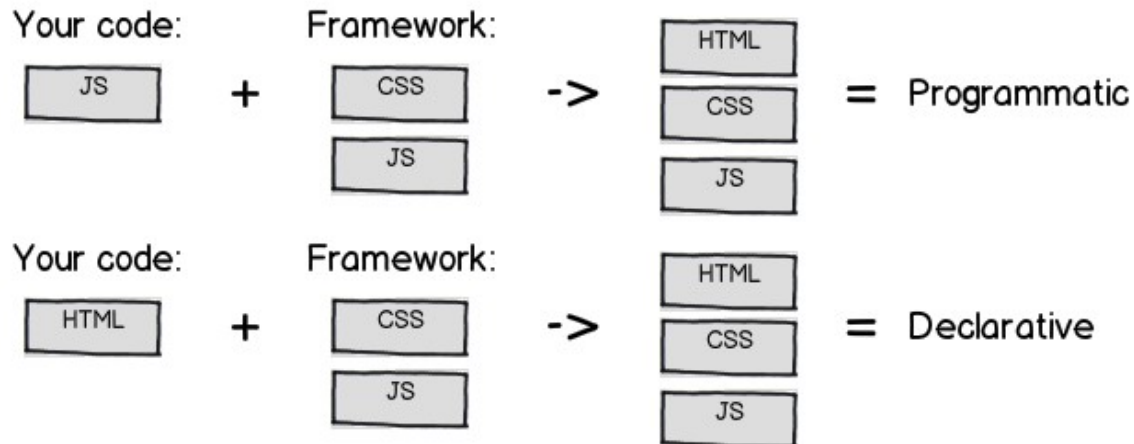 Your code: Framework:
HTML
JS + CSS -> CSS = Programmatic
JS JS
Your code: Framework:
HTML
HTML + CSS -> CSS = Declarative
JS JS